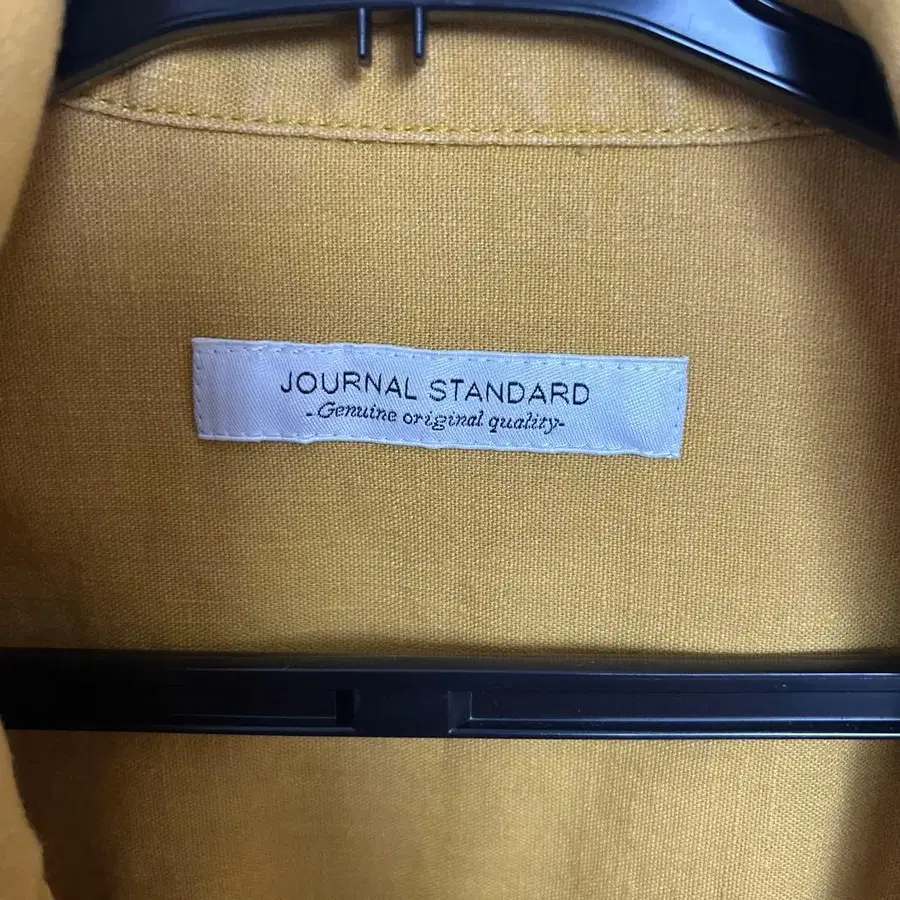 JOURNAL STANDARD
- Genuine original quality-